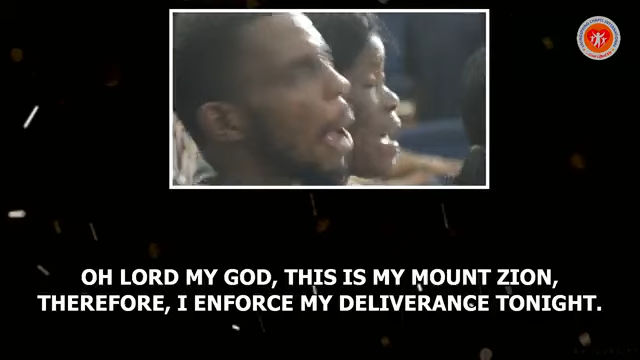 OH LORD MY GOD, THIS IS MY MOUNT ZION,
THEREFORE, I ENFORCE MY DELIVERANCE TONIGHT.